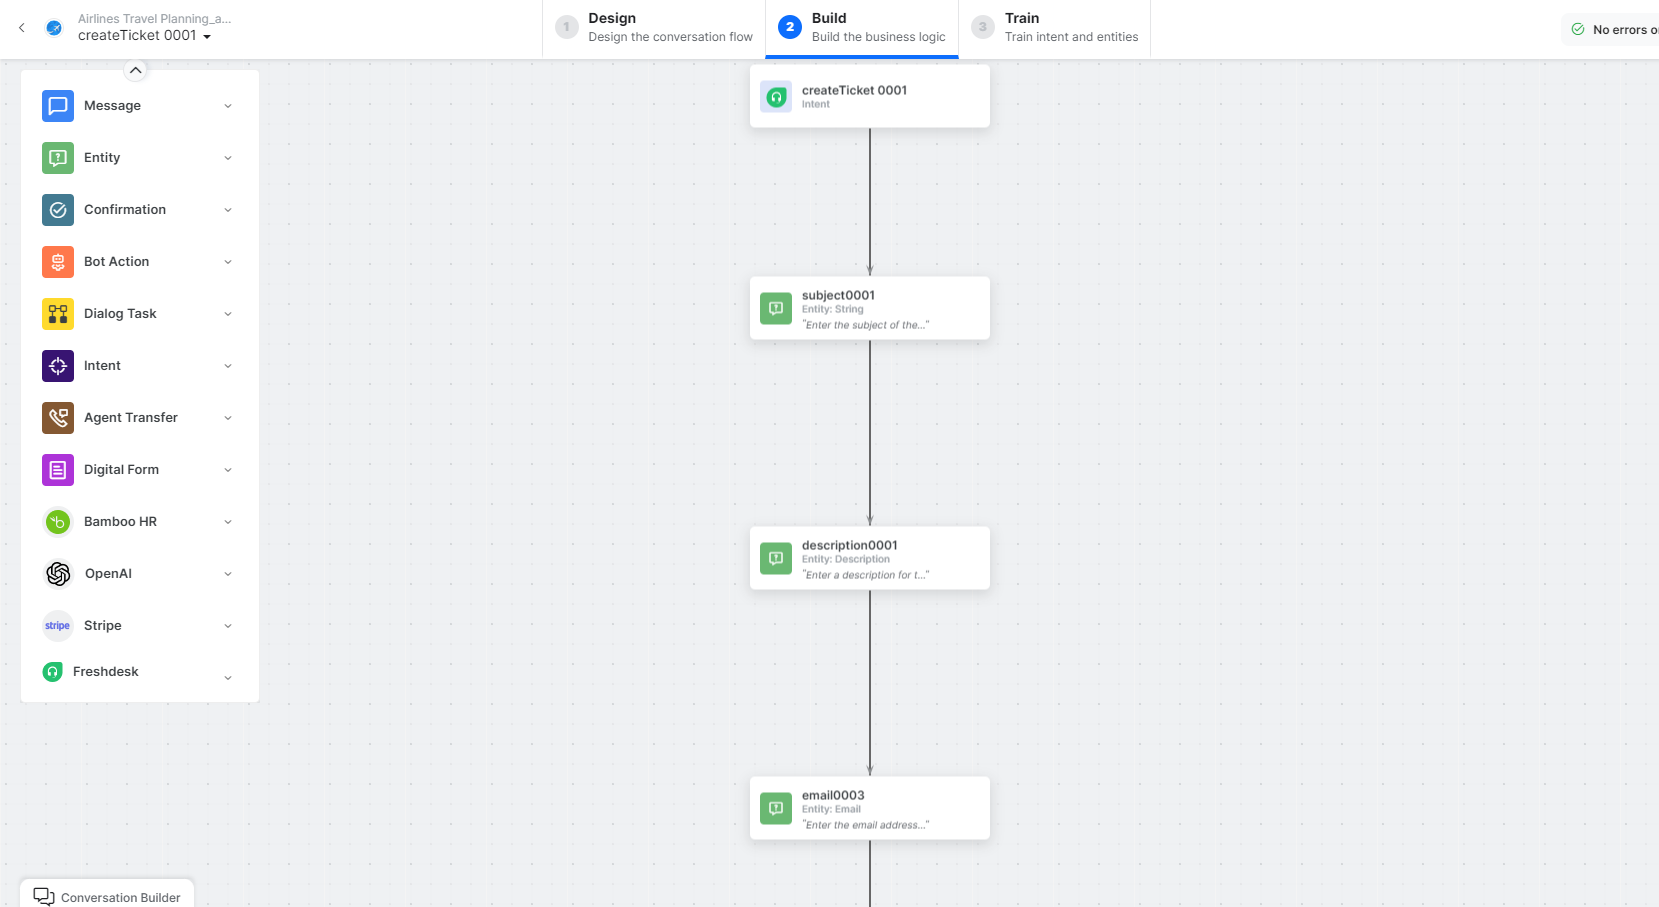 Airlines Travel Planning_a...
createTicket 0001
1
Design
Design the conversation flow
2
Build
Build the business logic
3
Train
Train intent and entities
No errors o
Message
Entity
Confirmation
Bot Action
Dialog Task
Intent
Agent Transfer
Digital Form
Bamboo HR
OpenAI
stripe
Stripe
Freshdesk
createTicket 0001
Intent
subject0001
Entity: String
"Enter the subject of the..."
description0001
Entity: Description
"Enter a description for t..."
email0003
Entity: Email
"Enter the email address..."
Conversation Builder